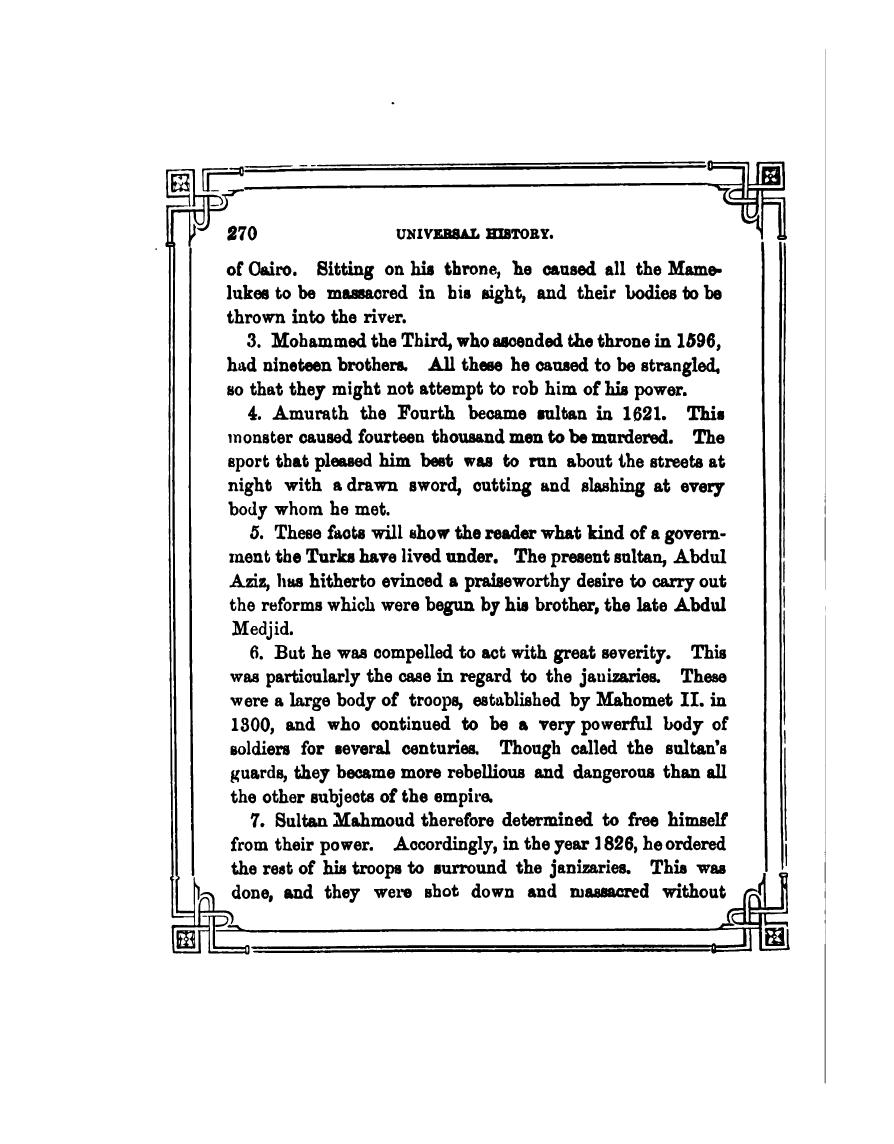 270 UNIVERSAL HISTORY.
of Cairo. Sitting on his throne, he caused all the Mame-
lukes to be massacred in his sight, and their bodies to be
thrown into the river.
3. Mohammed the Third, who ascended the throne in 1596,
had nineteen brothers. All these he caused to be strangled,
so that they might not attempt to rob him of his power.
4. Amurath the Fourth became sultan in 1621. This
monster caused fourteen thousand men to be murdered. The
sport that pleased him best was to run about the streets at
night with a drawn sword, cutting and slashing at every
body whom he met.
5. These facts will show the reader what kind of a govern-
ment the Turks have lived under. The present sultan, Abdul
Aziz, has hitherto evinced a praiseworthy desire to carry out
the reforms which were begun by his brother, the late Abdul
Medjid.
6. But he was compelled to act with great severity. This
was particularly the case in regard to the janizaries. These
were a large body of troops, established by Mahomet II. in
1300, and who continued to be a very powerful body of
soldiers for several centuries. Though called the sultan's
guards, they became more rebellious and dangerous than all
the other subjects of the empire.
7. Sultan Mahmoud therefore determined to free himself
from their power. Accordingly, in the year 1826, he ordered
the rest of his troops to surround the janizaries. This was
done, and they were shot down and massacred without